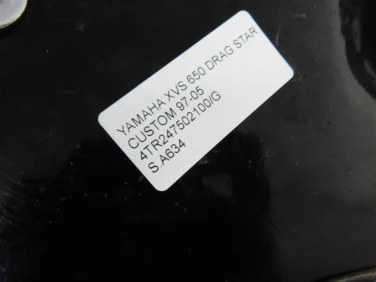 YAMAHA XVS 650 DRAG STAR
CUSTOM 97-05
4TR247502100/G
S.A634